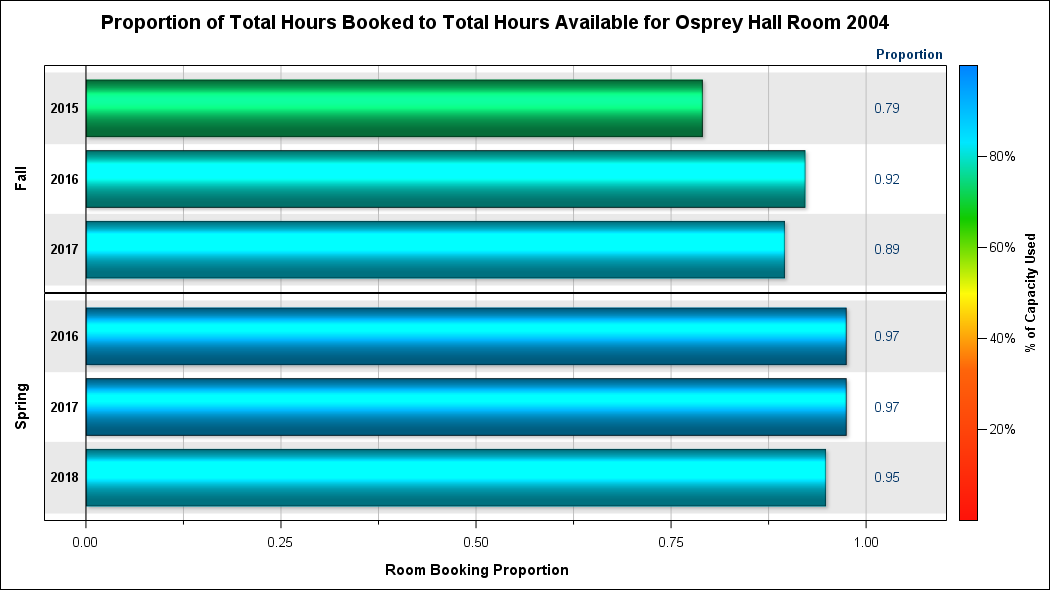 Proportion of Total Hours Booked to Total Hours Available for Osprey Hall Room 2004
Proportion
Fall
2015 0.79
2016 0.92
2017 0.89
Spring
2016 0.97
2017 0.97
2018 0.95
0.00 0.25 0.50 0.75 1.00
Room Booking Proportion
80%
60%
40%
20%
% of Capacity Used